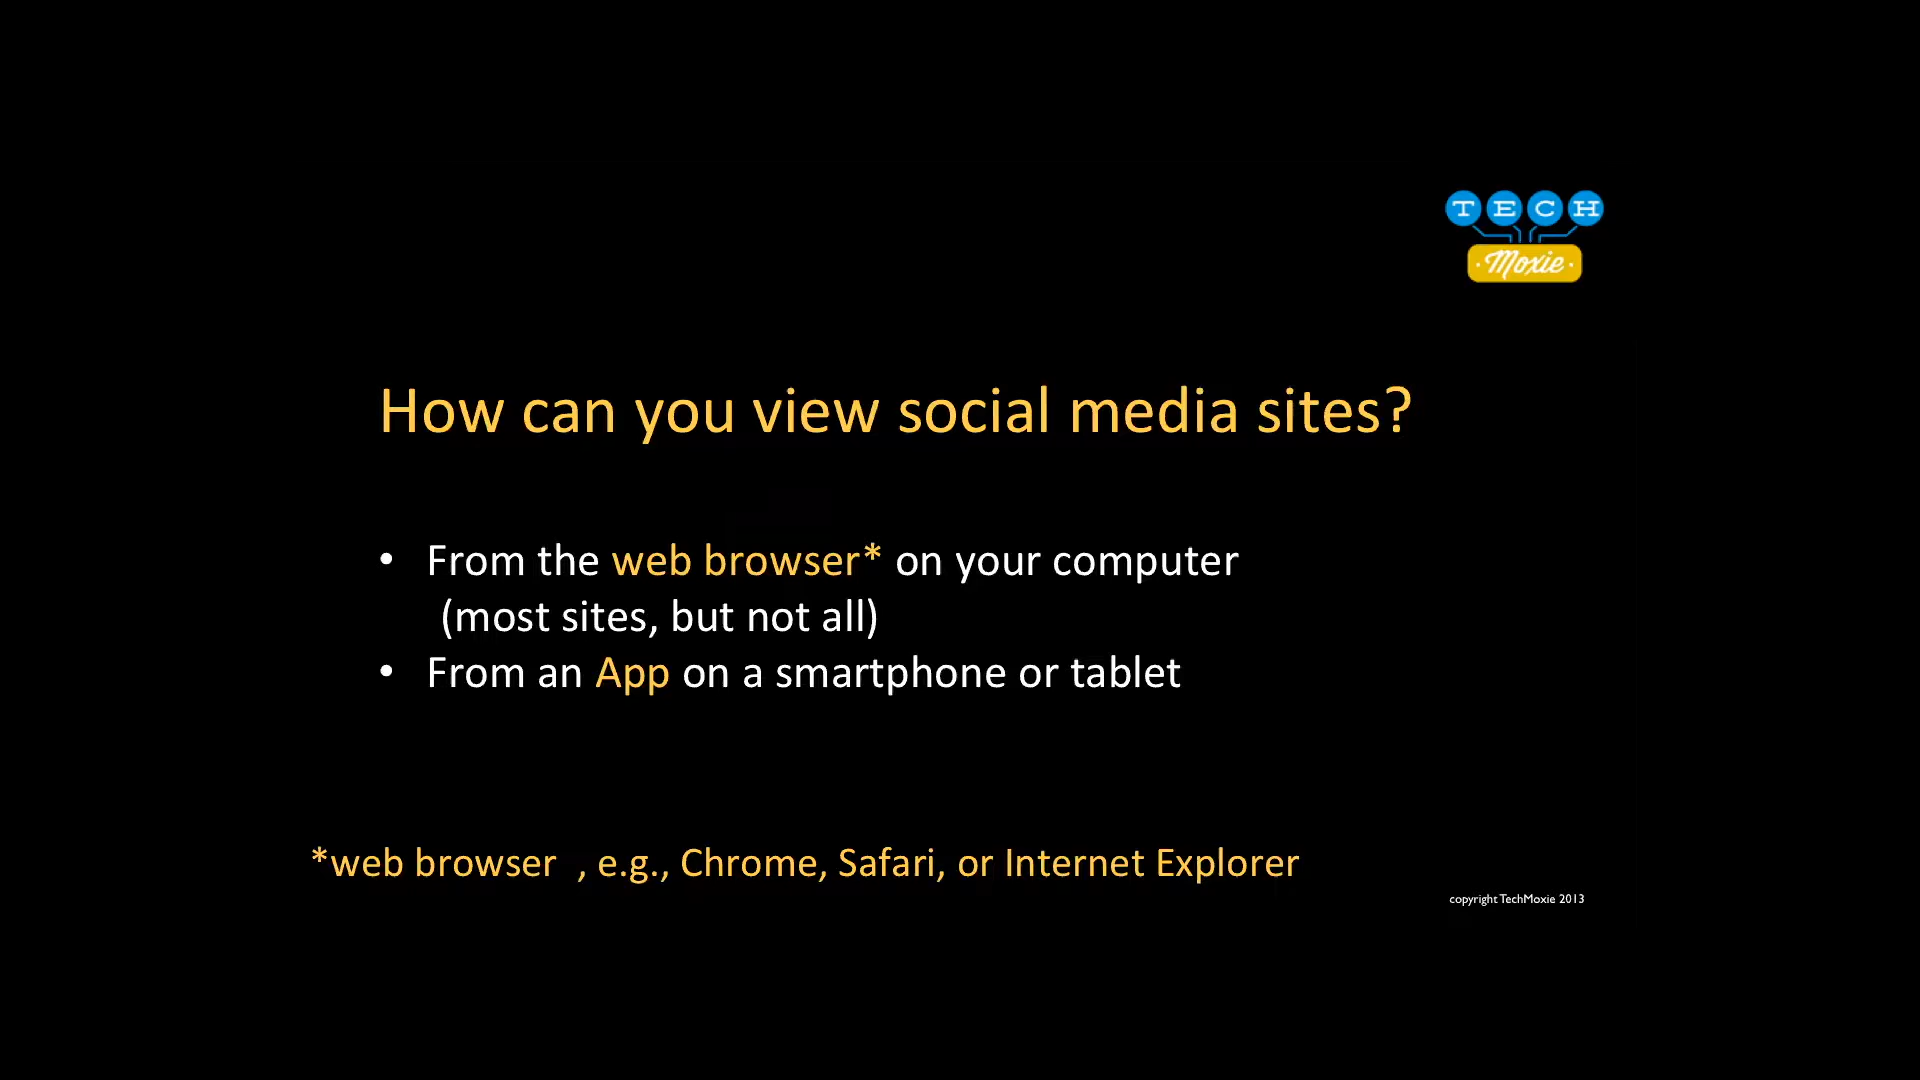 TECH
Moxie
How can you view social media sites?
• From the web browser* on your computer
(most sites, but not all)
• From an App on a smartphone or tablet
*web browser , e.g., Chrome, Safari, or Internet Explorer
copyright TechMoxie 2013